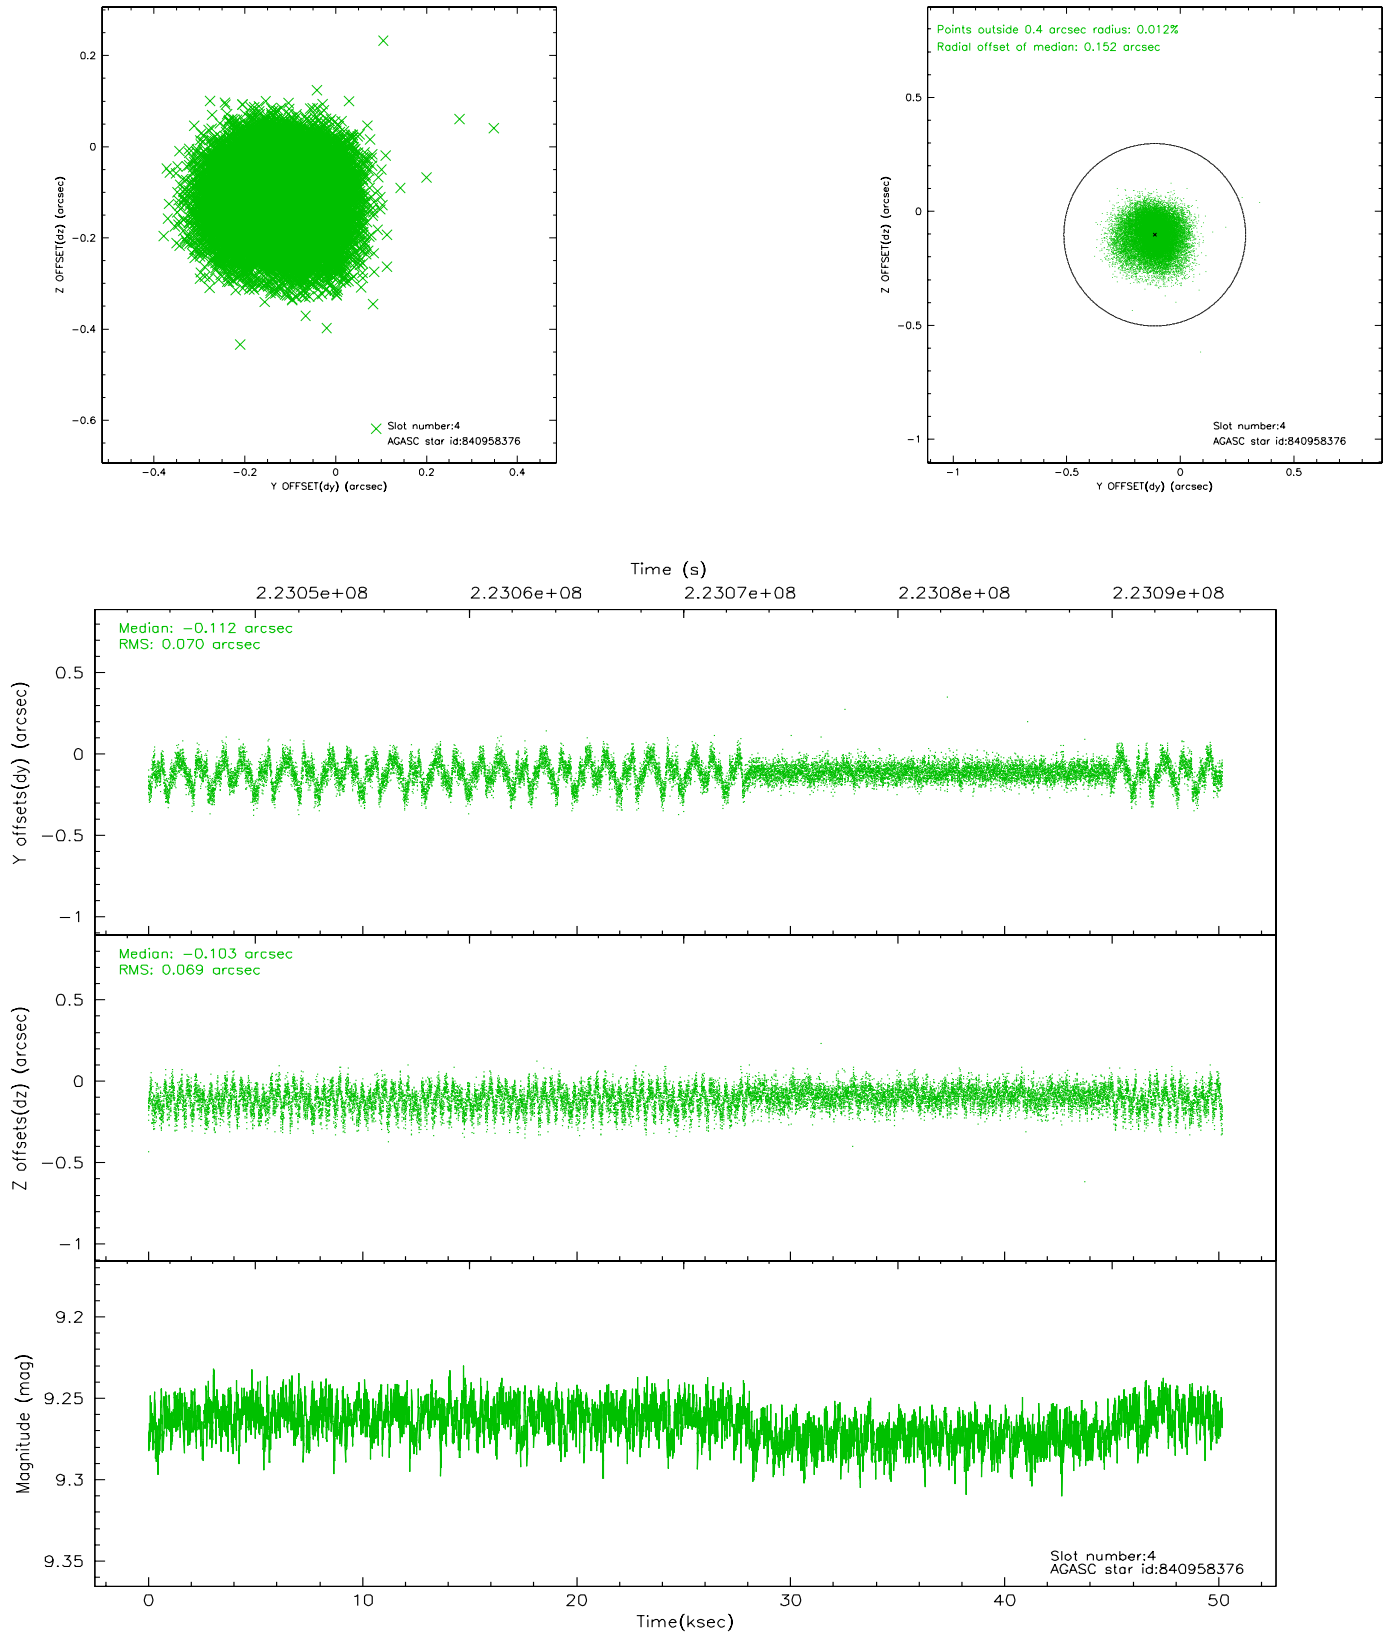 0.2
0
−0.2
−0.4
−0.6
Z OFFSET(dz) (arcsec)
−0.4
−0.2
0
0.2
0.4
Y OFFSET(dy) (arcsec)
Slot number:4
AGASC star id:840958376
Points outside 0.4 arcsec radius: 0.012%
Radial offset of median: 0.152 arcsec
0.5
0
−0.5
−1
Z OFFSET(dz) (arcsec)
−1
−0.5
0
0.5
Y OFFSET(dy) (arcsec)
Slot number:4
AGASC star id:840958376
Time (s)
2.2305e+08
2.2306e+08
2.2307e+08
2.2308e+08
2.2309e+08
Median: −0.112 arcsec
RMS: 0.070 arcsec
0.5
0
−0.5
−1
Y offsets(dy) (arcsec)
Median: −0.103 arcsec
RMS: 0.069 arcsec
0.5
0
−0.5
−1
Z offsets(dz) (arcsec)
9.2
9.25
9.3
9.35
Magnitude (mag)
Slot number:4
AGASC star id:840958376
0
10
20
30
40
50
Time(ksec)